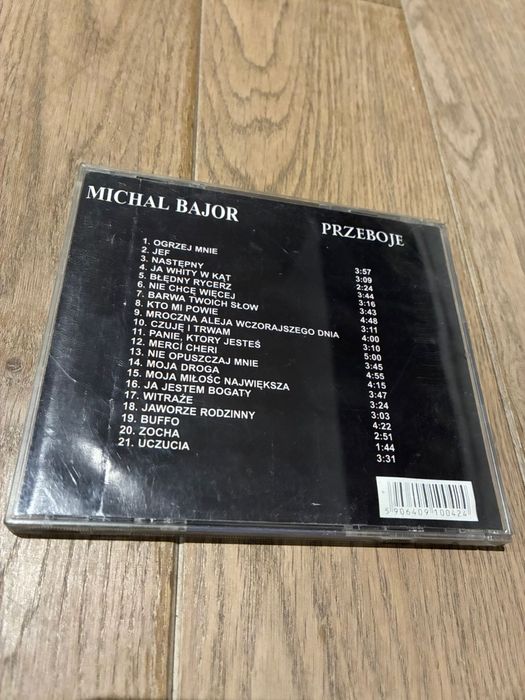 MICHAL BAJOR PRZEBOJE
1. OGRZEJ MNIE 3:57
2. JEF 3:09
3. NASTĘPNY 2:24
4. JA WHITY W KĄT 3:44
5. BŁĘDNY RYCERZ 3:16
6. NIE CHCĘ WIĘCEJ 3:43
7. BARWA TWOICH SŁOW 4:48
8. KTO MI POWIE 3:11
9. MROCZNA ALEJA WCZORAJSZEGO DNIA 4:00
10. CZUJĘ I TRWAM 3:10
11. PANIE, KTORY JESTEŚ 5:00
12. MERCI CHERI 3:45
13. NIE OPUSZCZAJ MNIE 4:55
14. MOJA DROGA 4:15
15. MOJA MIŁOŚC NAJWIĘKSZA 3:47
16. JA JESTEM BOGATY 3:24
17. WITRAŻE 3:03
18. JAWORZE RODZINNY 4:22
19. BUFFO 2:51
20. ZOCHA 1:44
21. UCZUCIA 3:31
5 906409 100424